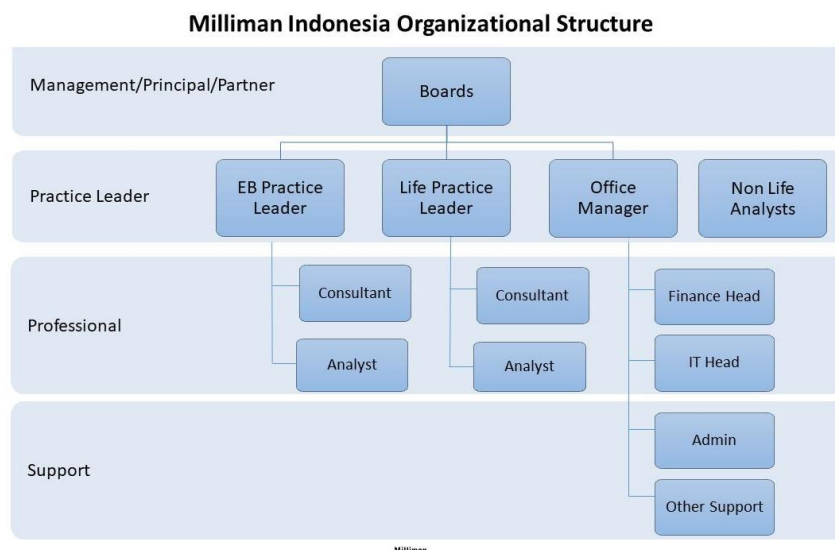 Milliman Indonesia Organizational Structure
Management/Principal/Partner
Boards
Practice Leader
EB Practice
Leader
Life Practice
Leader
Office
Manager
Non Life
Analysts
Professional
Consultant
Analyst
Consultant
Analyst
Finance Head
IT Head
Support
Admin
Other Support
Milliman